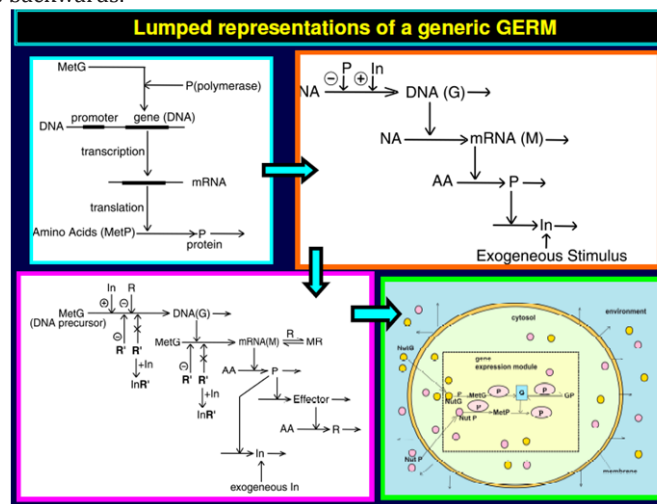 backwards.
Lumped representations of a generic GERM
MetG
P(polymerase)
promoter gene (DNA)
DNA
transcription
mRNA
translation
Amino Acids (MetP) P
protein
⊖ P ⊕ In
NA DNA (G)
NA mRNA (M)
AA P
In
Exogeneous Stimulus
In R
⊕ ⊖
MetG DNA(G)
(DNA precursor)
⊖ R' R'
+In
InR'
R
MetG mRNA(M) MR
⊖ R' R'
+In
InR'
AA P
Effector
AA R
In
exogeneous In
cytosol
environment
NutG
gene
expression module
P P P
NutG MetG G GP
P P
Nut P MetP
Nut P
membrane